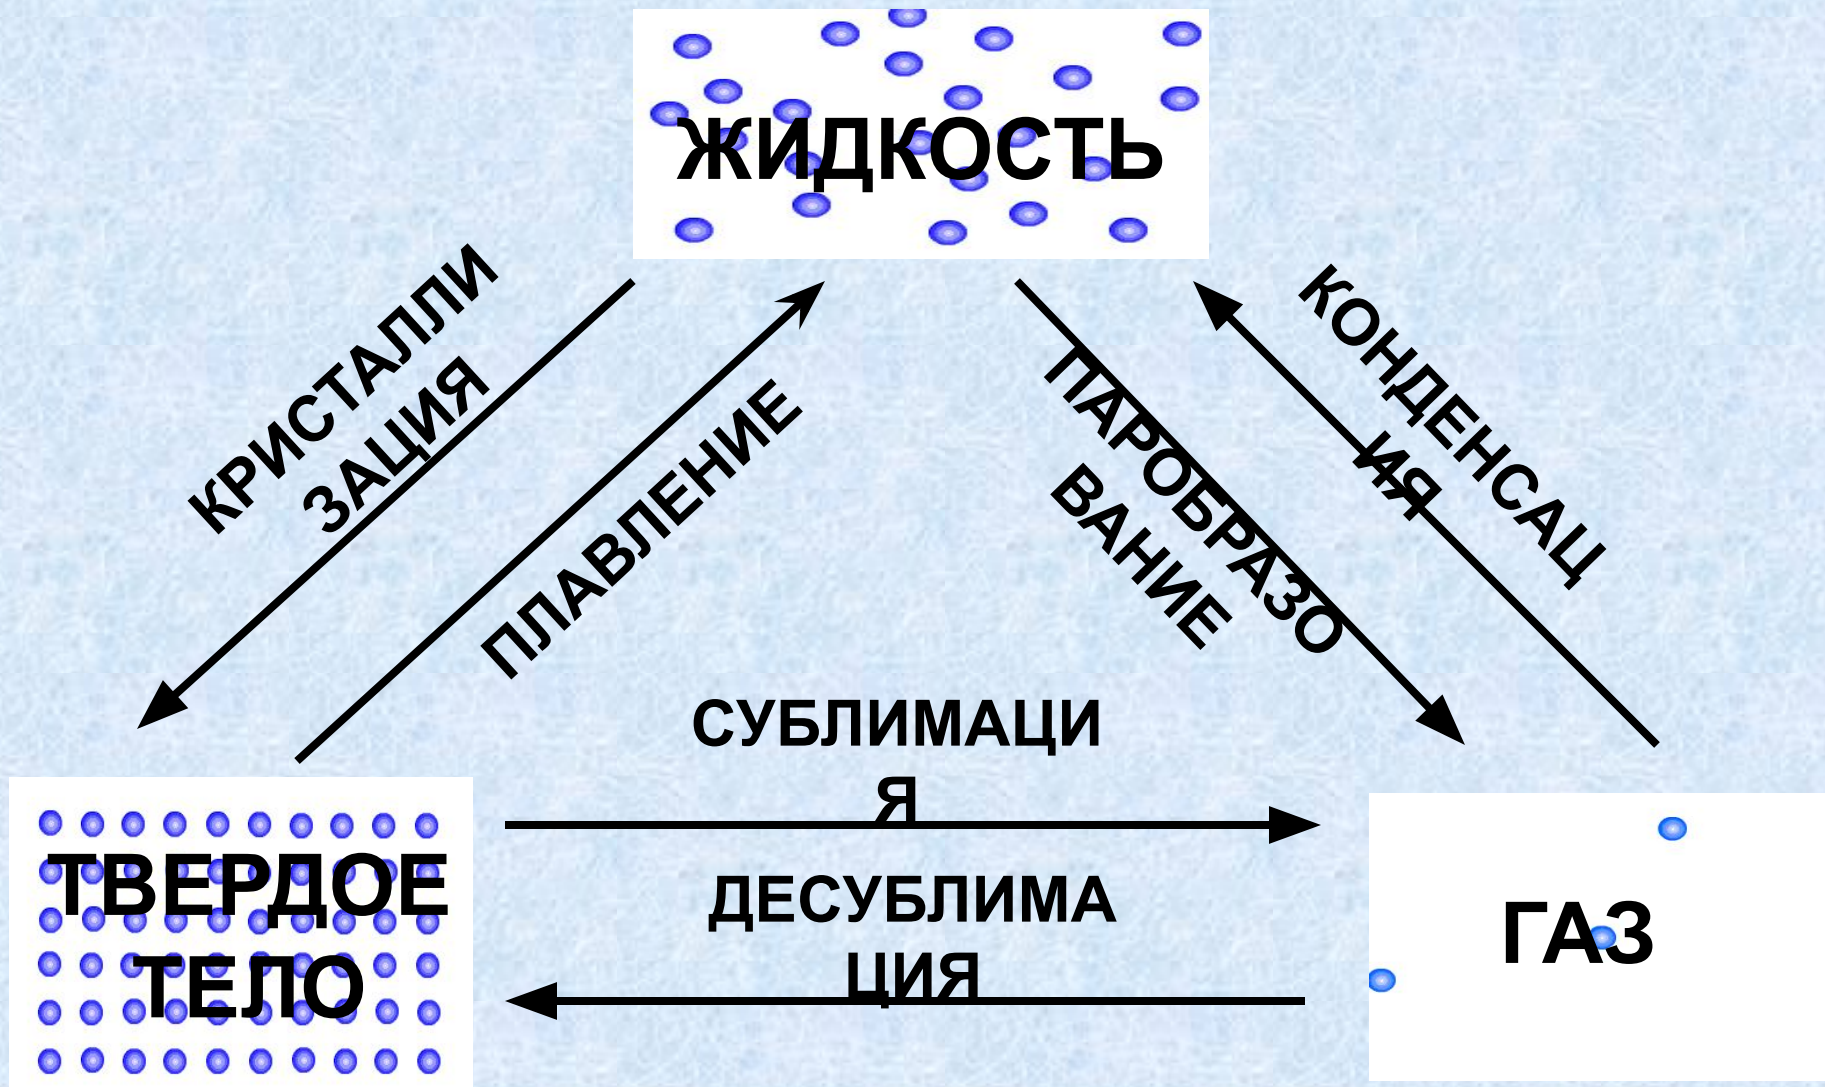 ЖИДКОСТЬ
КРИСТАЛЛИ
ЗАЦИЯ
ПЛАВЛЕНИЕ
ПАРОБРАЗО
ВАНИЕ
КОНДЕНСАЦ
ИЯ
СУБЛИМАЦИ
Я
ДЕСУБЛИМА
ЦИЯ
ТВЕРДОЕ
ТЕЛО
ГАЗ